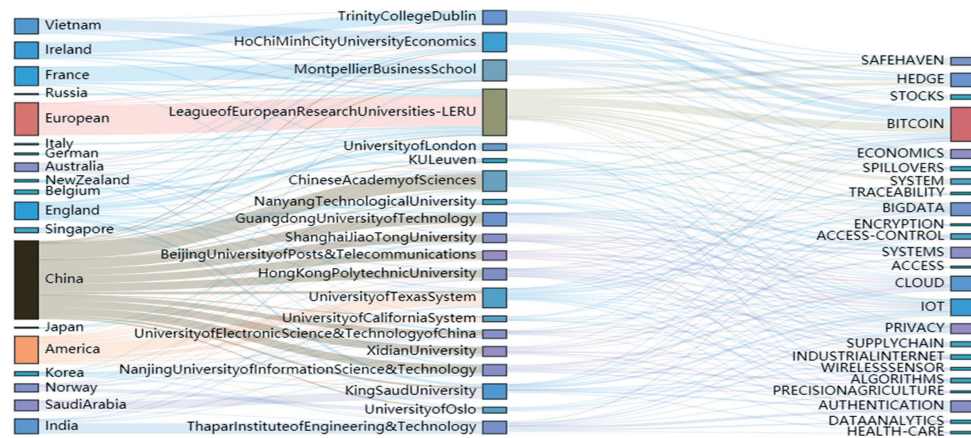 Vietnam
Ireland
France
Russia
European
Italy
German
Australia
NewZealand
Belgium
England
Singapore
China
Japan
America
Korea
Norway
SaudiArabia
India
TrinityCollegeDublin
HoChiMinhCityUniversityEconomics
MontpellierBusinessSchool
LeagueofEuropeanResearchUniversities-LERU
UniversityofLondon
KULeuven
ChineseAcademyofSciences
NanyangTechnologicalUniversity
GuangdongUniversityofTechnology
ShanghaiJiaoTongUniversity
BeijingUniversityofPosts&Telecommunications
HongKongPolytechnicUniversity
UniversityofTexasSystem
UniversityofCaliforniaSystem
UniversityofElectronicScience&TechnologyofChina
XidianUniversity
NanjingUniversityofInformationScience&Technology
KingSaudUniversity
UniversityofOslo
ThaparInstituteofEngineering&Technology
SAFEHAVEN
HEDGE
STOCKS
BITCOIN
ECONOMICS
SPILLOVERS
SYSTEM
TRACEABILITY
BIGDATA
ENCRYPTION
ACCESS-CONTROL
SYSTEMS
ACCESS
CLOUD
IOT
PRIVACY
SUPPLYCHAIN
INDUSTRIALINTERNET
WIRELESSSENSOR
ALGORITHMS
PRECISIONAGRICULTURE
AUTHENTICATION
DATAANALYTICS
HEALTH-CARE